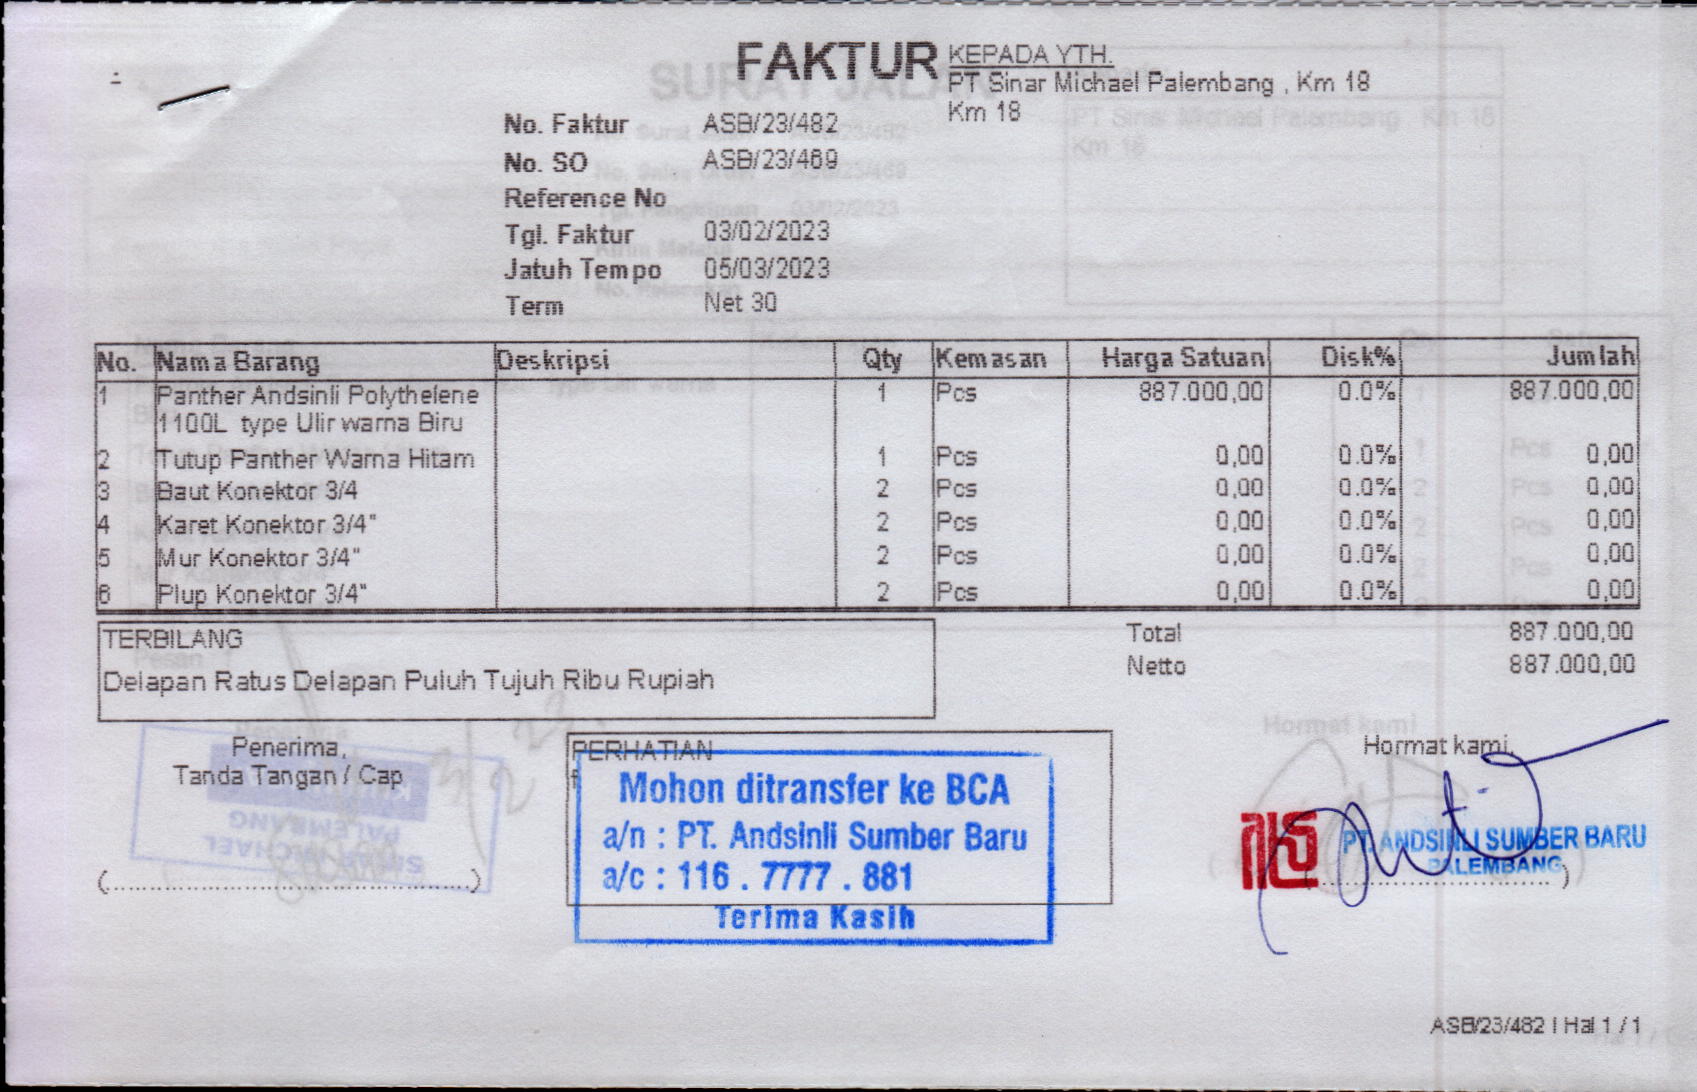 FAKTUR
KEPADA YTH.
PT Sinar Michael Palembang , Km 18
Km 18
No. Faktur ASB/23/482
No. SO ASB/23/469
Reference No
Tgl. Faktur 03/02/2023
Jatuh Tempo 05/03/2023
Term Net 30
No. Nama Barang Deskripsi Qty Kemasan Harga Satuan Disk% Jumlah
1 Panther Andsinli Polythelene 1 Pcs 887.000,00 0.0% 887.000,00
1100L type Ulir warna Biru
2 Tutup Panther Warna Hitam 1 Pcs 0,00 0.0% 0,00
3 Baut Konektor 3/4 2 Pcs 0,00 0.0% 0,00
4 Karet Konektor 3/4" 2 Pcs 0,00 0.0% 0,00
5 Mur Konektor 3/4" 2 Pcs 0,00 0.0% 0,00
6 Plup Konektor 3/4" 2 Pcs 0,00 0.0% 0,00
TERBILANG
Delapan Ratus Delapan Puluh Tujuh Ribu Rupiah
Total 887.000,00
Netto 887.000,00
Penerima,
Tanda Tangan / Cap
PERHATIAN
Mohon ditransfer ke BCA
a/n : PT. Andsinli Sumber Baru
a/c : 116 . 7777 . 881
Terima Kasih
Hormat kami,
PT. ANDSINLI SUMBER BARU
PALEMBANG
ASB/23/482 | Hal 1 / 1